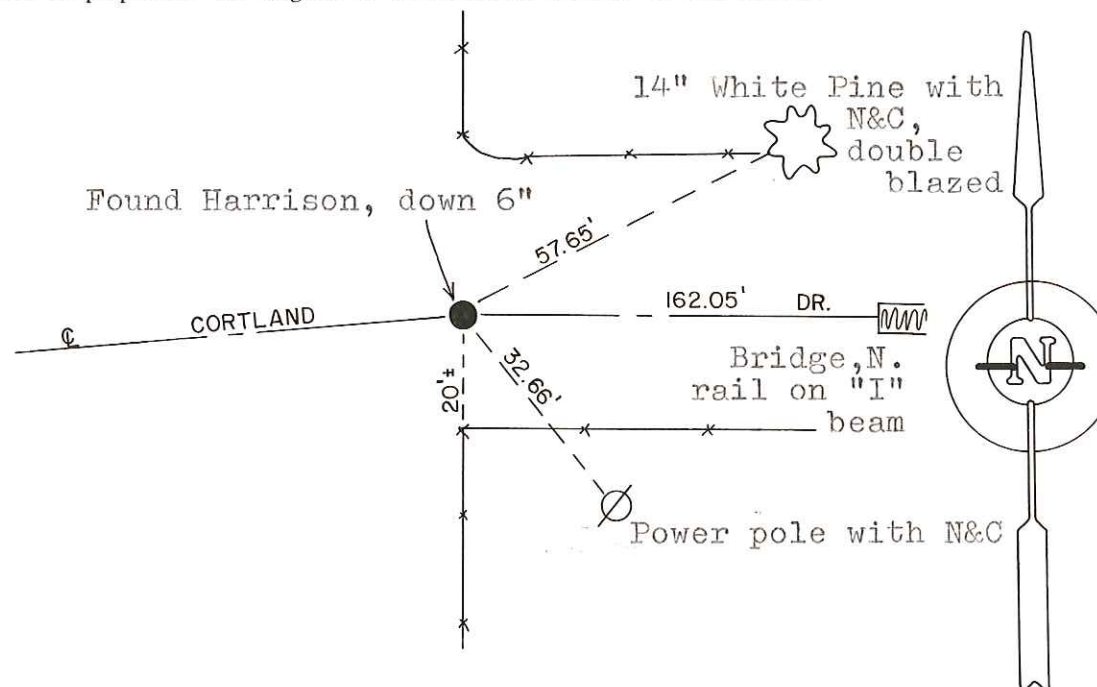 14" White Pine with
N&C,
double
blazed
Found Harrison, down 6"
57.65'
℄
CORTLAND
162.05' DR.
20'±
32.66'
Bridge,N.
rail on "I"
beam
N
Power pole with N&C